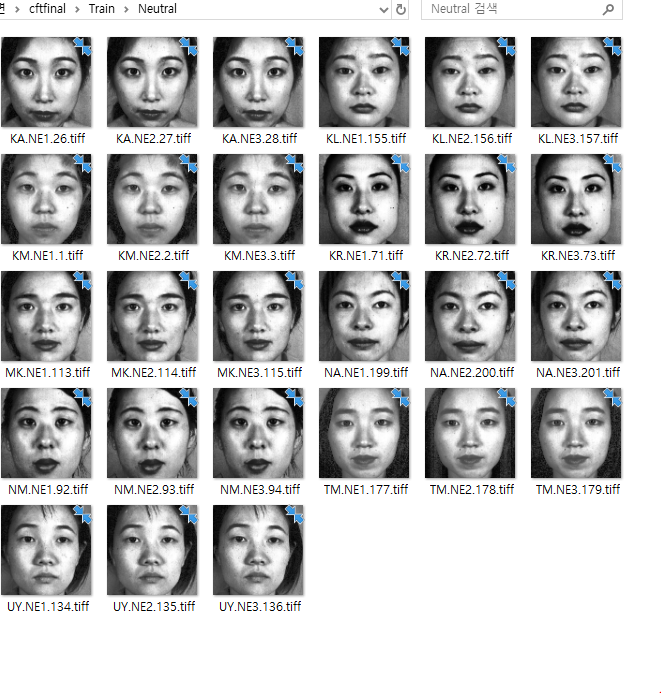 면 > cftfinal > Train > Neutral
Neutral 검색
KA.NE1.26.tiff KA.NE2.27.tiff KA.NE3.28.tiff KL.NE1.155.tiff KL.NE2.156.tiff KL.NE3.157.tiff
KM.NE1.1.tiff KM.NE2.2.tiff KM.NE3.3.tiff KR.NE1.71.tiff KR.NE2.72.tiff KR.NE3.73.tiff
MK.NE1.113.tiff MK.NE2.114.tiff MK.NE3.115.tiff NA.NE1.199.tiff NA.NE2.200.tiff NA.NE3.201.tiff
NM.NE1.92.tiff NM.NE2.93.tiff NM.NE3.94.tiff TM.NE1.177.tiff TM.NE2.178.tiff TM.NE3.179.tiff
UY.NE1.134.tiff UY.NE2.135.tiff UY.NE3.136.tiff